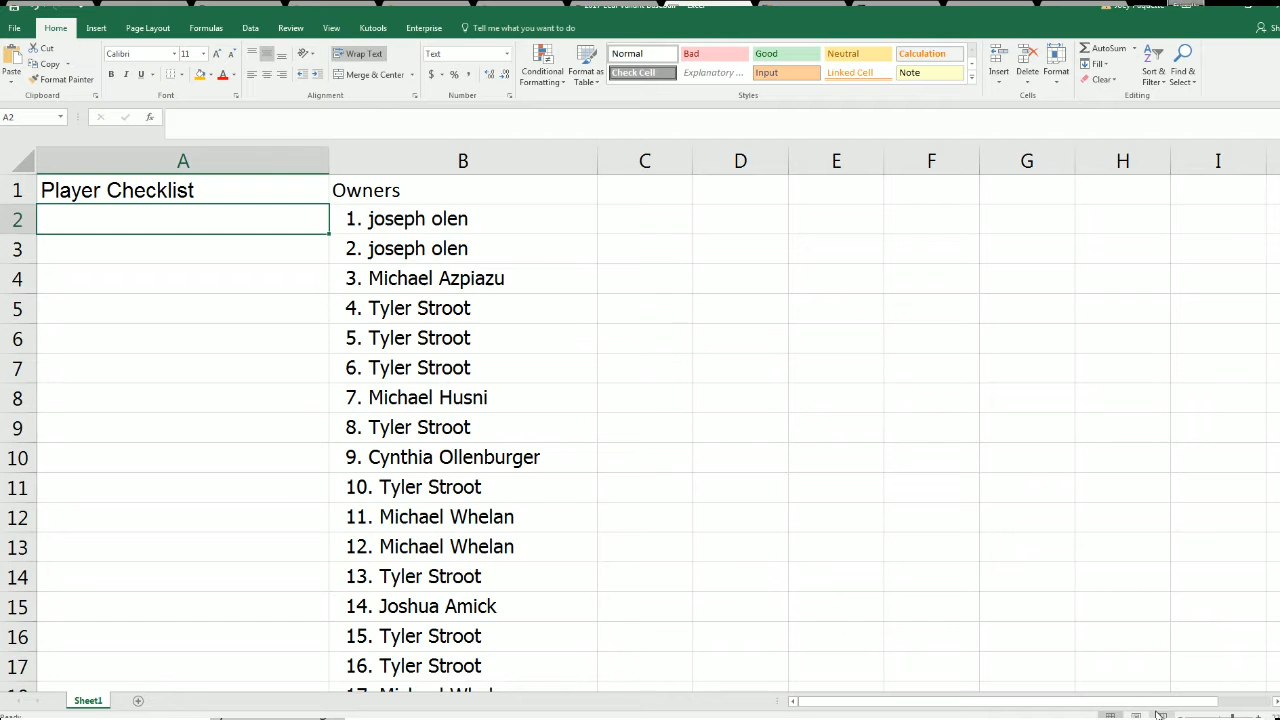 File Home Insert Page Layout Formulas Data Review View Kutools Enterprise Tell me what you want to do
Cut
Copy
Format Painter
Paste
Clipboard
Calibri 11
B I U
Font
Wrap Text
Merge & Center
Alignment
Text
$ % ,
Number
Conditional Formatting
Format as Table
Normal Bad Good Neutral Calculation
Check Cell Explanatory ... Input Linked Cell Note
Styles
Insert Delete Format
Cells
AutoSum
Fill
Clear
Sort & Filter
Find & Select
Editing
A2 fx
A B C D E F G H I
1 Player Checklist Owners
2 1. joseph olen
3 2. joseph olen
4 3. Michael Azpiazu
5 4. Tyler Stroot
6 5. Tyler Stroot
7 6. Tyler Stroot
8 7. Michael Husni
9 8. Tyler Stroot
10 9. Cynthia Ollenburger
11 10. Tyler Stroot
12 11. Michael Whelan
13 12. Michael Whelan
14 13. Tyler Stroot
15 14. Joshua Amick
16 15. Tyler Stroot
17 16. Tyler Stroot
Sheet1